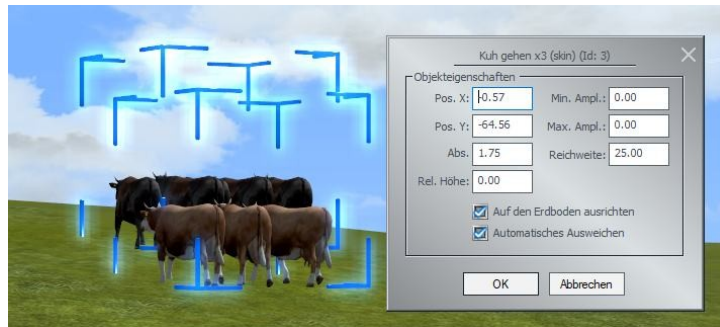 Kuh gehen x3 (skin) (Id: 3)
Objekteigenschaften
Pos. X: -0.57 Min. Ampl.: 0.00
Pos. Y: -64.56 Max. Ampl.: 0.00
Abs. 1.75 Reichweite: 25.00
Rel. Höhe: 0.00
Auf den Erdboden ausrichten
Automatisches Ausweichen
OK Abbrechen